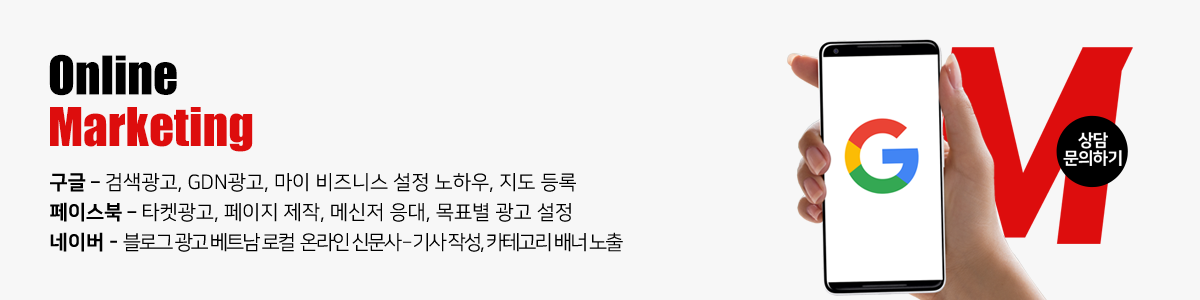 Online
Marketing
구글 – 검색광고, GDN광고, 마이 비즈니스 설정 노하우, 지도 등록
페이스북 – 타켓광고, 페이지 제작, 메신저 응대, 목표별 광고 설정
네이버 - 블로그 광고 베트남 로컬 온라인 신문사-기사 작성, 카테고리 배너 노출
G
M
상담
문의하기